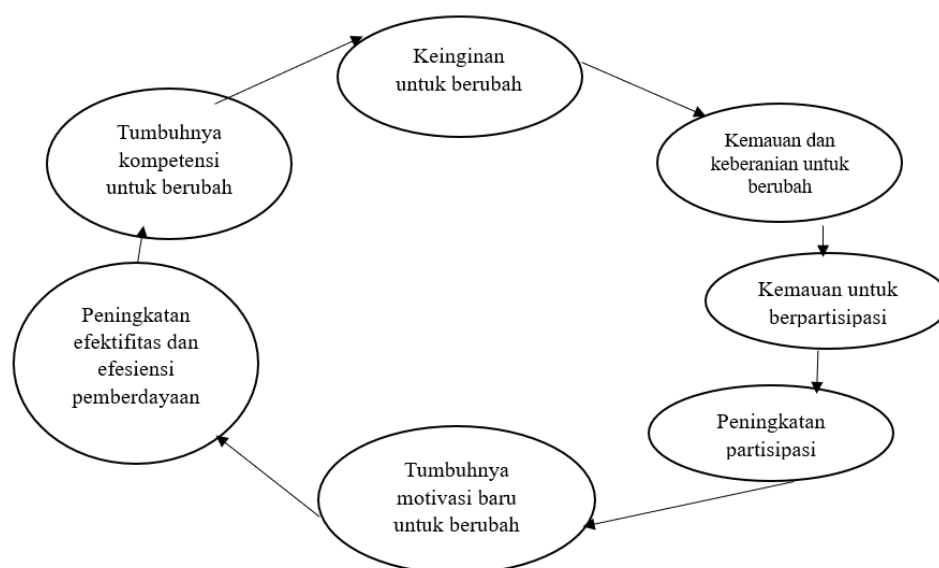 Keinginan
untuk berubah
Kemauan dan
keberanian untuk
berubah
Kemauan untuk
berpartisipasi
Peningkatan
partisipasi
Tumbuhnya
motivasi baru
untuk berubah
Peningkatan
efektifitas dan
efesiensi
pemberdayaan
Tumbuhnya
kompetensi
untuk berubah